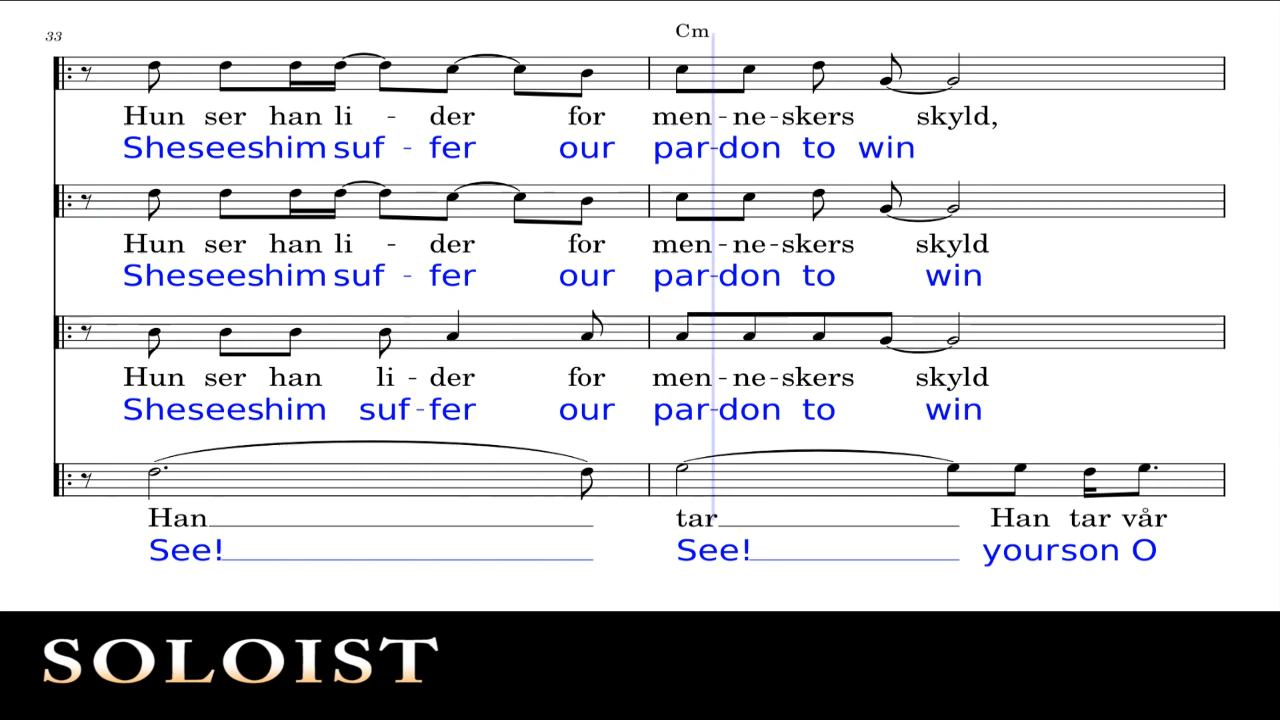 33
Cm
Hun ser han li - der for men - ne - skers skyld,
Sheseeshim suf - fer our par-don to win
Hun ser han li - der for men - ne - skers skyld
Sheseeshim suf - fer our par-don to win
Hun ser han li - der for men - ne - skers skyld
Sheseeshim suf - fer our par-don to win
Han tar Han tar vår
See! See! yourson O
SOLOIST